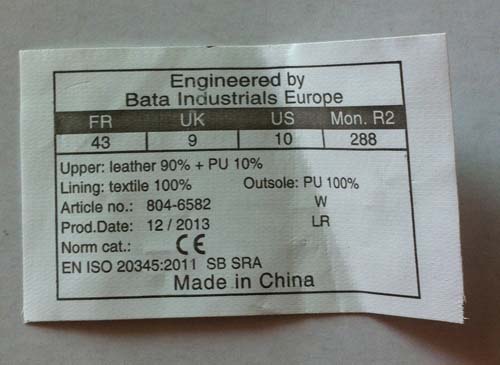 Engineered by
Bata Industrials Europe
FR UK US Mon. R2
43 9 10 288
Upper: leather 90% + PU 10%
Lining: textile 100% Outsole: PU 100%
Article no.: 804-6582 W
Prod.Date: 12 / 2013 LR
Norm cat.: CE
EN ISO 20345:2011 SB SRA
Made in China